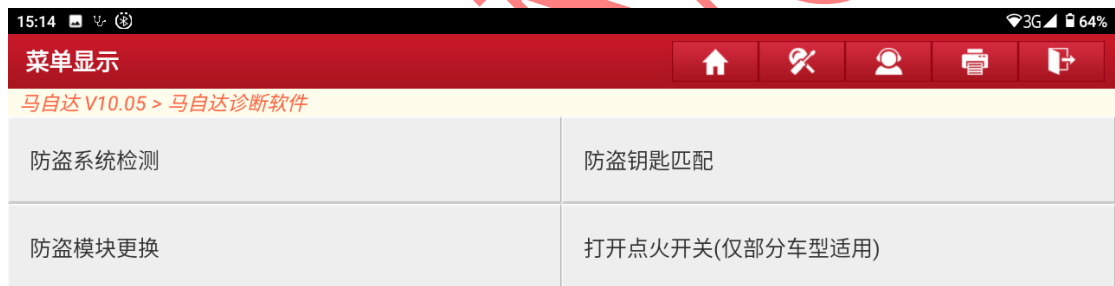 15:14 3G 64%
菜单显示
马自达 V10.05 > 马自达诊断软件
防盗系统检测 防盗钥匙匹配
防盗模块更换 打开点火开关(仅部分车型适用)